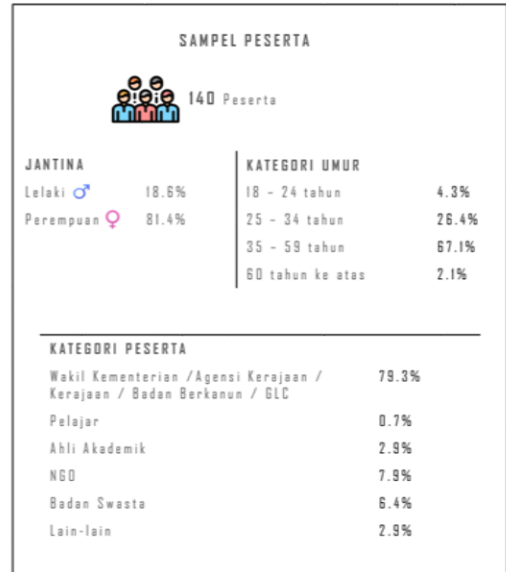 SAMPEL PESERTA
140 Peserta
JANTINA
Lelaki ♂ 18.6%
Perempuan ♀ 81.4%
KATEGORI UMUR
18 - 24 tahun 4.3%
25 - 34 tahun 26.4%
35 - 59 tahun 67.1%
60 tahun ke atas 2.1%
KATEGORI PESERTA
Wakil Kementerian /Agensi Kerajaan / 79.3%
Kerajaan / Badan Berkanun / GLC
Pelajar 0.7%
Ahli Akademik 2.9%
NGO 7.9%
Badan Swasta 6.4%
Lain-lain 2.9%